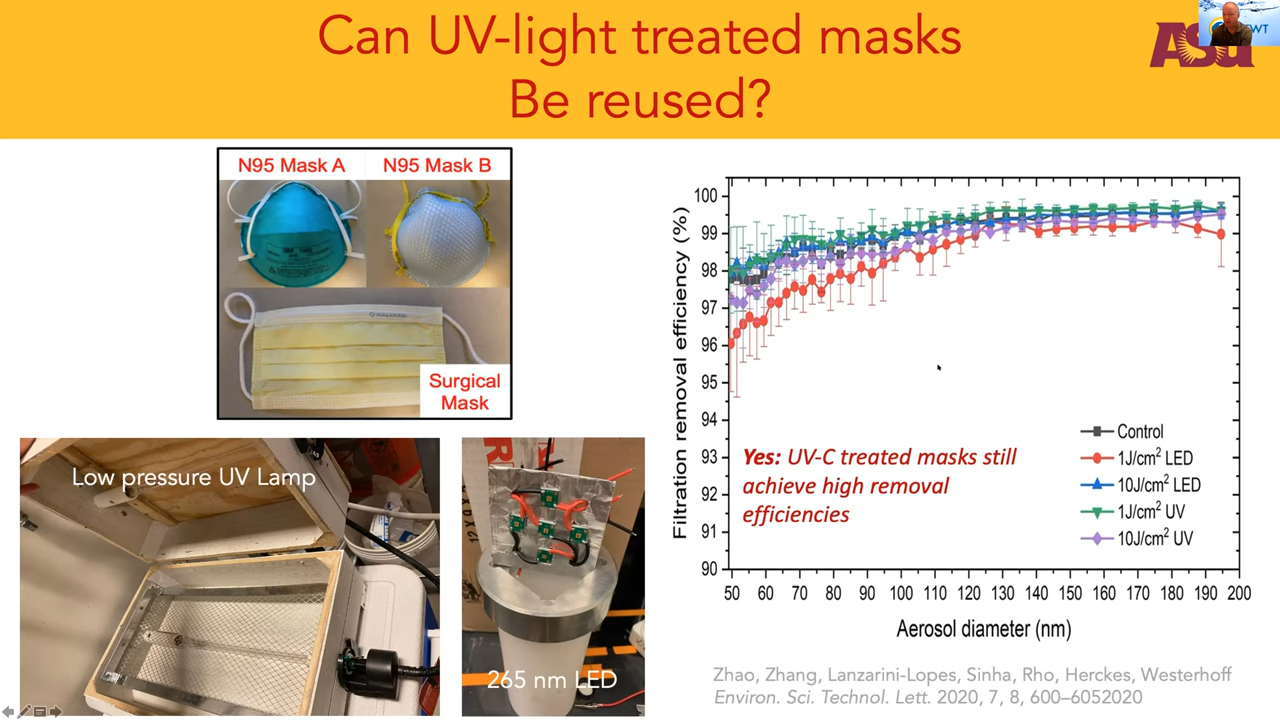 Can UV-light treated masks
Be reused?
ASU
WT
N95 Mask A
N95 Mask B
3M
Surgical
Mask
Low pressure UV Lamp
265 nm LED
Filtration removal efficiency (%)
100
99
98
97
96
95
94
93
92
91
90
50 60 70 80 90 100 110 120 130 140 150 160 170 180 190 200
Aerosol diameter (nm)
Yes: UV-C treated masks still
achieve high removal
efficiencies
Control
1J/cm² LED
10J/cm² LED
1J/cm² UV
10J/cm² UV
Zhao, Zhang, Lanzarini-Lopes, Sinha, Rho, Herckes, Westerhoff
Environ. Sci. Technol. Lett. 2020, 7, 8, 600–6052020